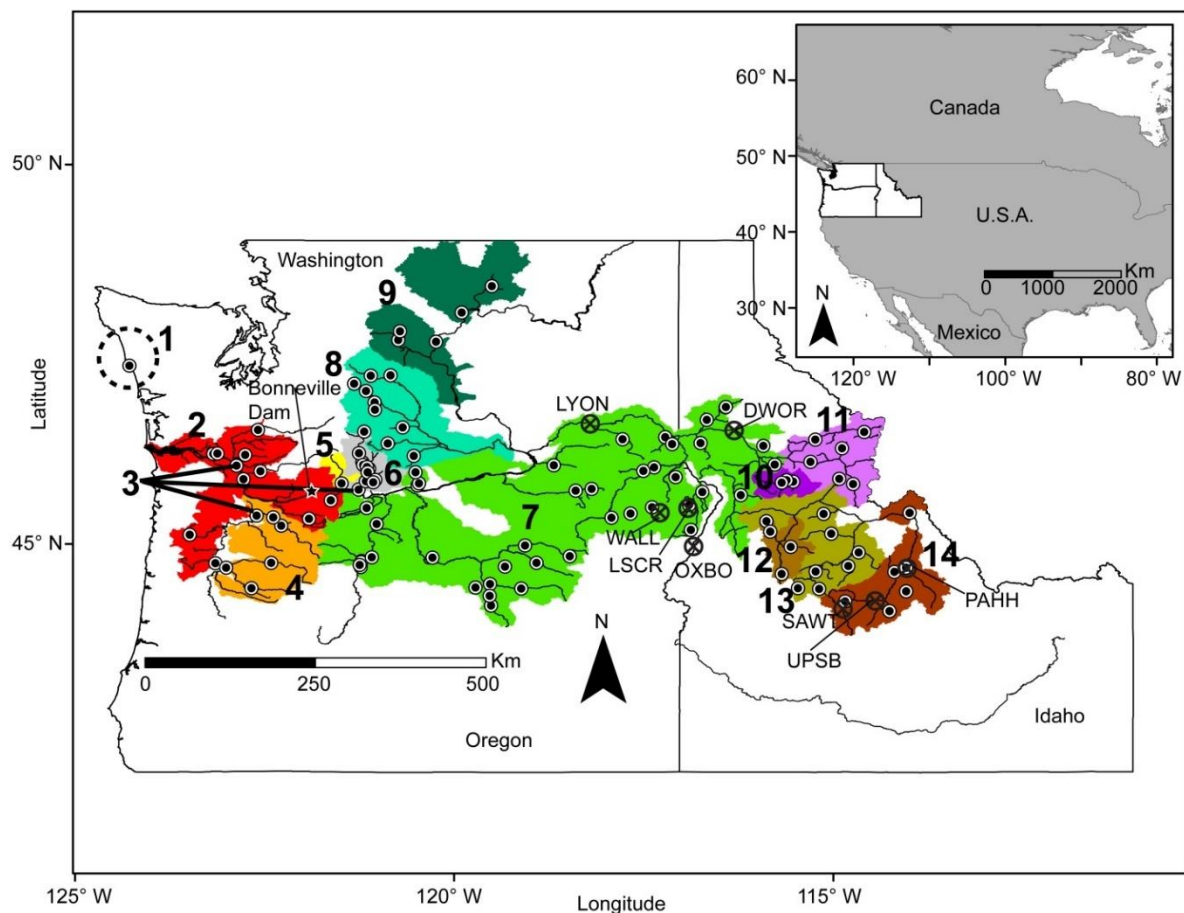 60° N
Canada
50° N
50° N
U.S.A.
40° N
Km
0 1000 2000
30° N
N
Mexico
120° W 100° W 80° W
Washington
9
1
8
Bonneville
Dam
LYON
DWOR
11
2
5
3
6
10
7
WALL
LSCR
OXBO
45° N
12
14
4
13
PAHH
SAWT
UPSB
N
Km
0 250 500
Oregon
Idaho
Latitude
125° W 120° W 115° W
Longitude